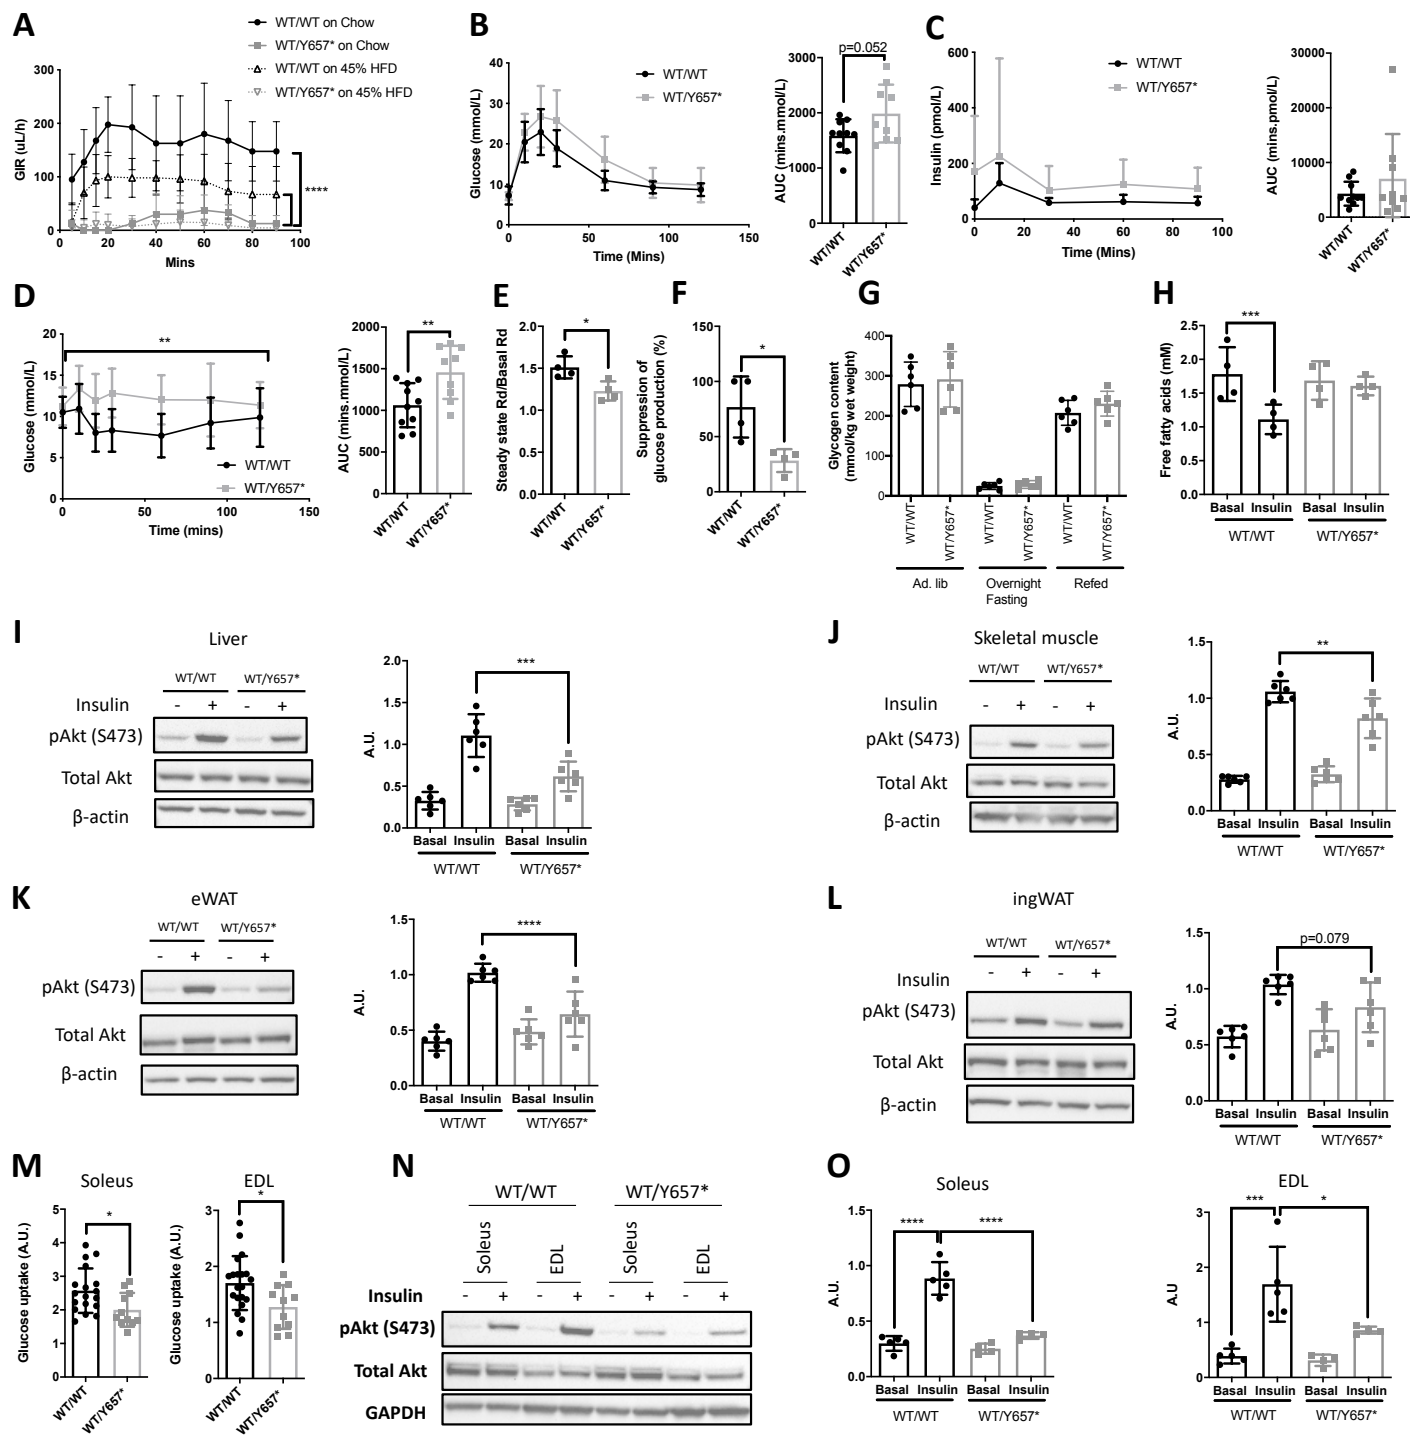 A
WT/WT on Chow
WT/Y657* on Chow
WT/WT on 45% HFD
WT/Y657* on 45% HFD
GIR (uL/h)
300
200
100
0
0 20 40 60 80 100
Mins
****
B
WT/WT
WT/Y657*
Glucose (mmol/L)
40
30
20
10
0
0 50 100 150
Time (Mins)
p=0.052
AUC (mins.mmol/L)
3000
2000
1000
0
WT/WT
WT/Y657*
C
WT/WT
WT/Y657*
Insulin (pmol/L)
600
400
200
0
0 20 40 60 80 100
Time (Mins)
AUC (mins.pmol/L)
30000
20000
10000
0
WT/WT
WT/Y657*
D
Glucose (mmol/L)
20
15
10
5
0
**
WT/WT
WT/Y657*
0 50 100 150
Time (mins)
AUC (mins.mmol/L)
2000
1500
1000
500
0
**
WT/WT
WT/Y657*
E
Steady state Rd/Basal Rd
2.0
1.5
1.0
0.5
0.0
*
WT/WT
WT/Y657*
F
Suppression of
glucose production (%)
150
100
50
0
*
WT/WT
WT/Y657*
G
Glycogen content
(mmol/kg wet weight)
400
300
200
100
0
WT/WT
WT/Y657*
WT/WT
WT/Y657*
WT/WT
WT/Y657*
Ad. lib
Overnight
Fasting
Refed
H
Free fatty acids (mM)
2.5
2.0
1.5
1.0
0.5
0.0
***
Basal Insulin Basal Insulin
WT/WT WT/Y657*
I
Liver
WT/WT WT/Y657*
Insulin - + - +
pAkt (S473)
Total Akt
β-actin
A.U.
2.0
1.5
1.0
0.5
0.0
***
Basal Insulin Basal Insulin
WT/WT WT/Y657*
J
Skeletal muscle
WT/WT WT/Y657*
Insulin - + - +
pAkt (S473)
Total Akt
β-actin
A.U.
1.5
1.0
0.5
0.0
**
Basal Insulin Basal Insulin
WT/WT WT/Y657*
K
eWAT
WT/WT WT/Y657*
- + - +
pAkt (S473)
Total Akt
β-actin
A.U.
1.5
1.0
0.5
0.0
****
Basal Insulin Basal Insulin
WT/WT WT/Y657*
L
ingWAT
WT/WT WT/Y657*
Insulin - + - +
pAkt (S473)
Total Akt
β-actin
A.U.
1.5
1.0
0.5
0.0
p=0.079
Basal Insulin Basal Insulin
WT/WT WT/Y657*
M
Soleus
Glucose uptake (A.U.)
5
4
3
2
1
0
*
WT/WT
WT/Y657*
EDL
Glucose uptake (A.U.)
3
2
1
0
*
WT/WT
WT/Y657*
N
WT/WT WT/Y657*
Soleus EDL Soleus EDL
Insulin - + - + - + - +
pAkt (S473)
Total Akt
GAPDH
O
Soleus
A.U.
1.5
1.0
0.5
0.0
**** ****
Basal Insulin Basal Insulin
WT/WT WT/Y657*
EDL
A.U
3
2
1
0
*** *
Basal Insulin Basal Insulin
WT/WT WT/Y657*